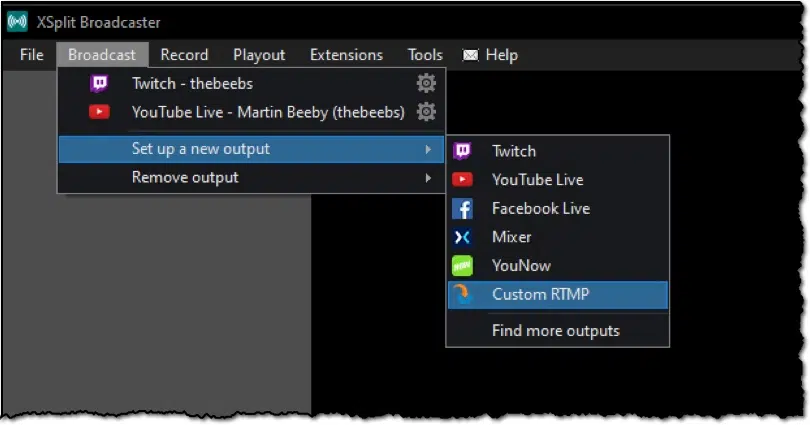 XSplit Broadcaster
File Broadcast Record Playout Extensions Tools Help
Twitch - thebeebs
YouTube Live - Martin Beeby (thebeebs)
Set up a new output
Remove output
Twitch
YouTube Live
Facebook Live
Mixer
YouNow
Custom RTMP
Find more outputs